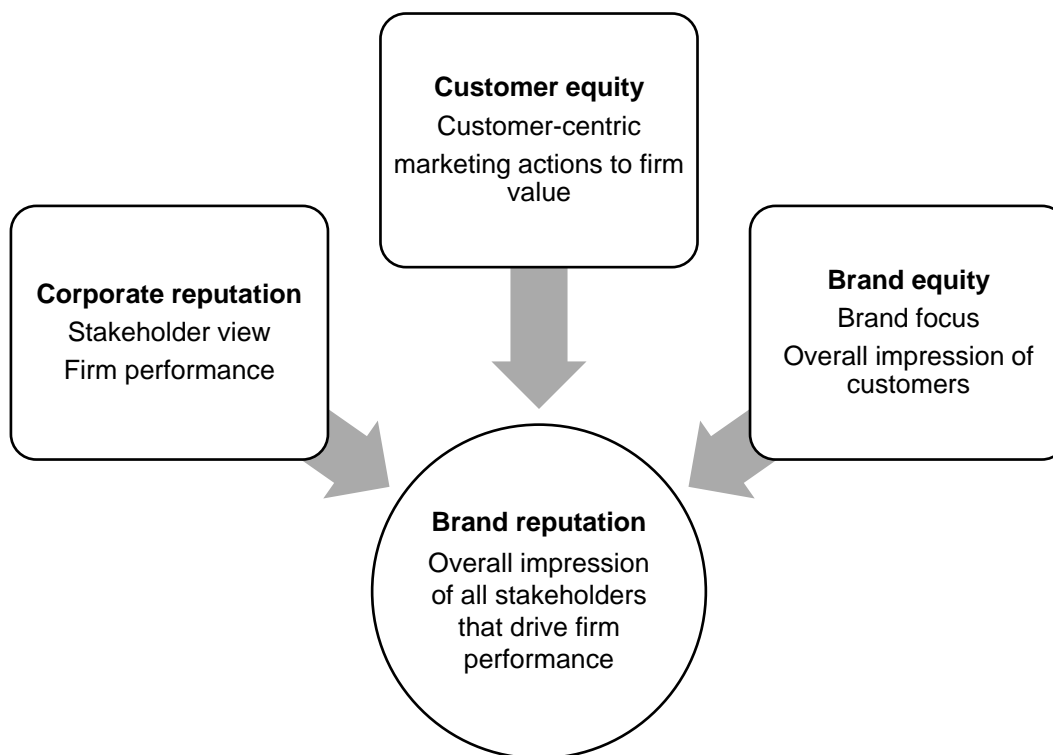 Customer equity
Customer-centric
marketing actions to firm
value
Corporate reputation
Stakeholder view
Firm performance
Brand equity
Brand focus
Overall impression of
customers
Brand reputation
Overall impression
of all stakeholders
that drive firm
performance